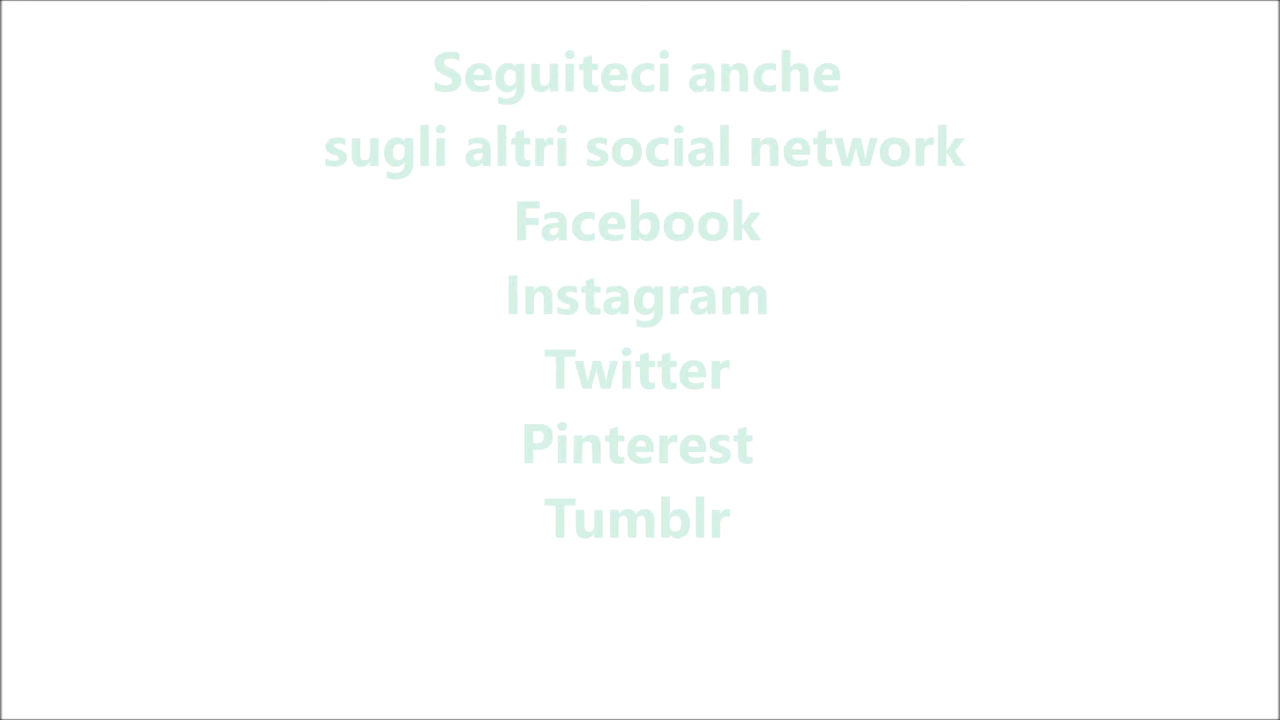 Seguiteci anche
sugli altri social network
Facebook
Instagram
Twitter
Pinterest
Tumblr